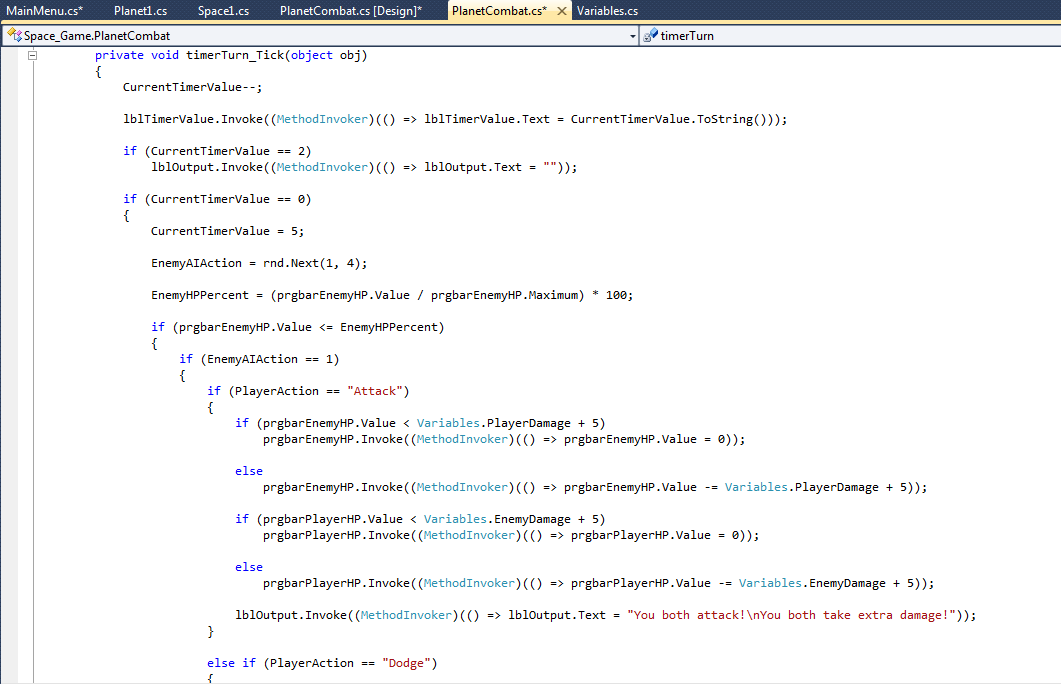 MainMenu.cs* Planet1.cs Space1.cs PlanetCombat.cs [Design]* PlanetCombat.cs* Variables.cs
Space_Game.PlanetCombat timerTurn
private void timerTurn_Tick(object obj)
{
CurrentTimerValue--;
lblTimerValue.Invoke((MethodInvoker)(() => lblTimerValue.Text = CurrentTimerValue.ToString()));
if (CurrentTimerValue == 2)
lblOutput.Invoke((MethodInvoker)(() => lblOutput.Text = ""));
if (CurrentTimerValue == 0)
{
CurrentTimerValue = 5;
EnemyAIAction = rnd.Next(1, 4);
EnemyHPPercent = (prgbarEnemyHP.Value / prgbarEnemyHP.Maximum) * 100;
if (prgbarEnemyHP.Value <= EnemyHPPercent)
{
if (EnemyAIAction == 1)
{
if (PlayerAction == "Attack")
{
if (prgbarEnemyHP.Value < Variables.PlayerDamage + 5)
prgbarEnemyHP.Invoke((MethodInvoker)(() => prgbarEnemyHP.Value = 0));
else
prgbarEnemyHP.Invoke((MethodInvoker)(() => prgbarEnemyHP.Value -= Variables.PlayerDamage + 5));
if (prgbarPlayerHP.Value < Variables.EnemyDamage + 5)
prgbarPlayerHP.Invoke((MethodInvoker)(() => prgbarPlayerHP.Value = 0));
else
prgbarPlayerHP.Invoke((MethodInvoker)(() => prgbarPlayerHP.Value -= Variables.EnemyDamage + 5));
lblOutput.Invoke((MethodInvoker)(() => lblOutput.Text = "You both attack!\nYou both take extra damage!"));
}
else if (PlayerAction == "Dodge")
{